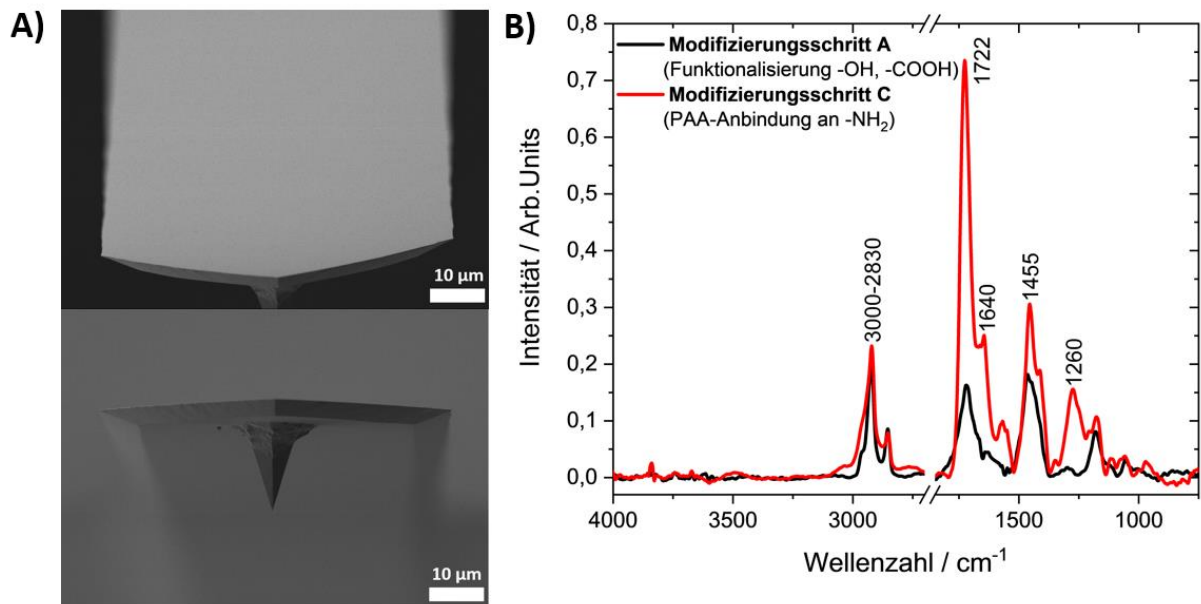 A)
10 µm
10 µm
B)
Modifizierungsschritt A
(Funktionalisierung -OH, -COOH)
Modifizierungsschritt C
(PAA-Anbindung an -NH₂)
0,8
0,7
0,6
0,5
0,4
0,3
0,2
0,1
0,0
Intensität / Arb.Units
3000-2830
1722
1640
1455
1260
4000
3500
3000
1500
1000
Wellenzahl / cm⁻¹